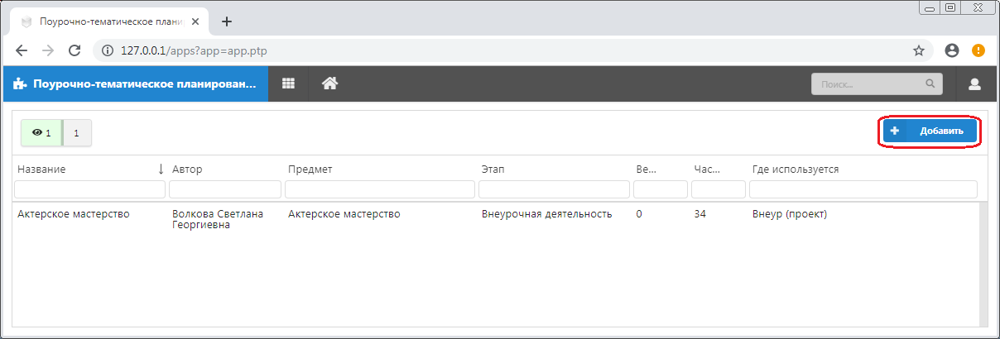 Поурочно-тематическое плани
127.0.0.1/apps?app=app.ptp
Поурочно-тематическое планирован...
Поиск...
1 1
Добавить
Название Автор Предмет Этап Ве... Час... Где используется
Актерское мастерство Волкова Светлана Георгиевна Актерское мастерство Внеурочная деятельность 0 34 Внеур (проект)